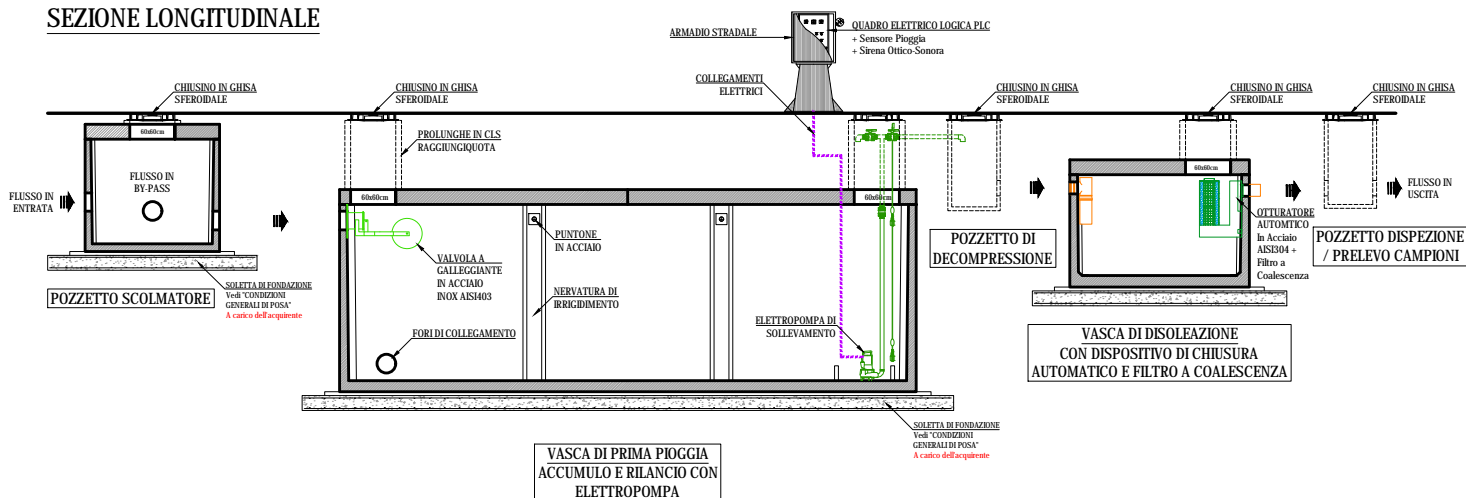 SEZIONE LONGITUDINALE
ARMADIO STRADALE
QUADRO ELETTRICO LOGICA PLC
+ Sensore Pioggia
+ Sirena Ottico-Sonora
COLLEGAMENTI
ELETTRICI
CHIUSINO IN GHISA
SFEROIDALE
CHIUSINO IN GHISA
SFEROIDALE
CHIUSINO IN GHISA
SFEROIDALE
CHIUSINO IN GHISA
SFEROIDALE
CHIUSINO IN GHISA
SFEROIDALE
60x60cm
PROLUNGHE IN CLS
RAGGIUNGIQUOTA
FLUSSO IN
BY-PASS
FLUSSO IN
ENTRATA
60x60cm
60x60cm
60x60cm
FLUSSO IN
USCITA
PUNTONE
IN ACCIAIO
VALVOLA A
GALLEGGIANTE
IN ACCIAIO
INOX AISI403
NERVATURA DI
IRRIGIDIMENTO
FORI DI COLLEGAMENTO
ELETTROPOMPA DI
SOLLEVAMENTO
POZZETTO DI
DECOMPRESSIONE
OTTURATORE
AUTOMTICO
In Acciaio
AISI304 +
Filtro a
Coalescenza
POZZETTO DISPEZIONE
/ PRELEVO CAMPIONI
POZZETTO SCOLMATORE
SOLETTA DI FONDAZIONE
Vedi "CONDIZIONI
GENERALI DI POSA"
A carico dell'acquirente
VASCA DI DISOLEAZIONE
CON DISPOSITIVO DI CHIUSURA
AUTOMATICO E FILTRO A COALESCENZA
SOLETTA DI FONDAZIONE
Vedi "CONDIZIONI
GENERALI DI POSA"
A carico dell'acquirente
VASCA DI PRIMA PIOGGIA
ACCUMULO E RILANCIO CON
ELETTROPOMPA